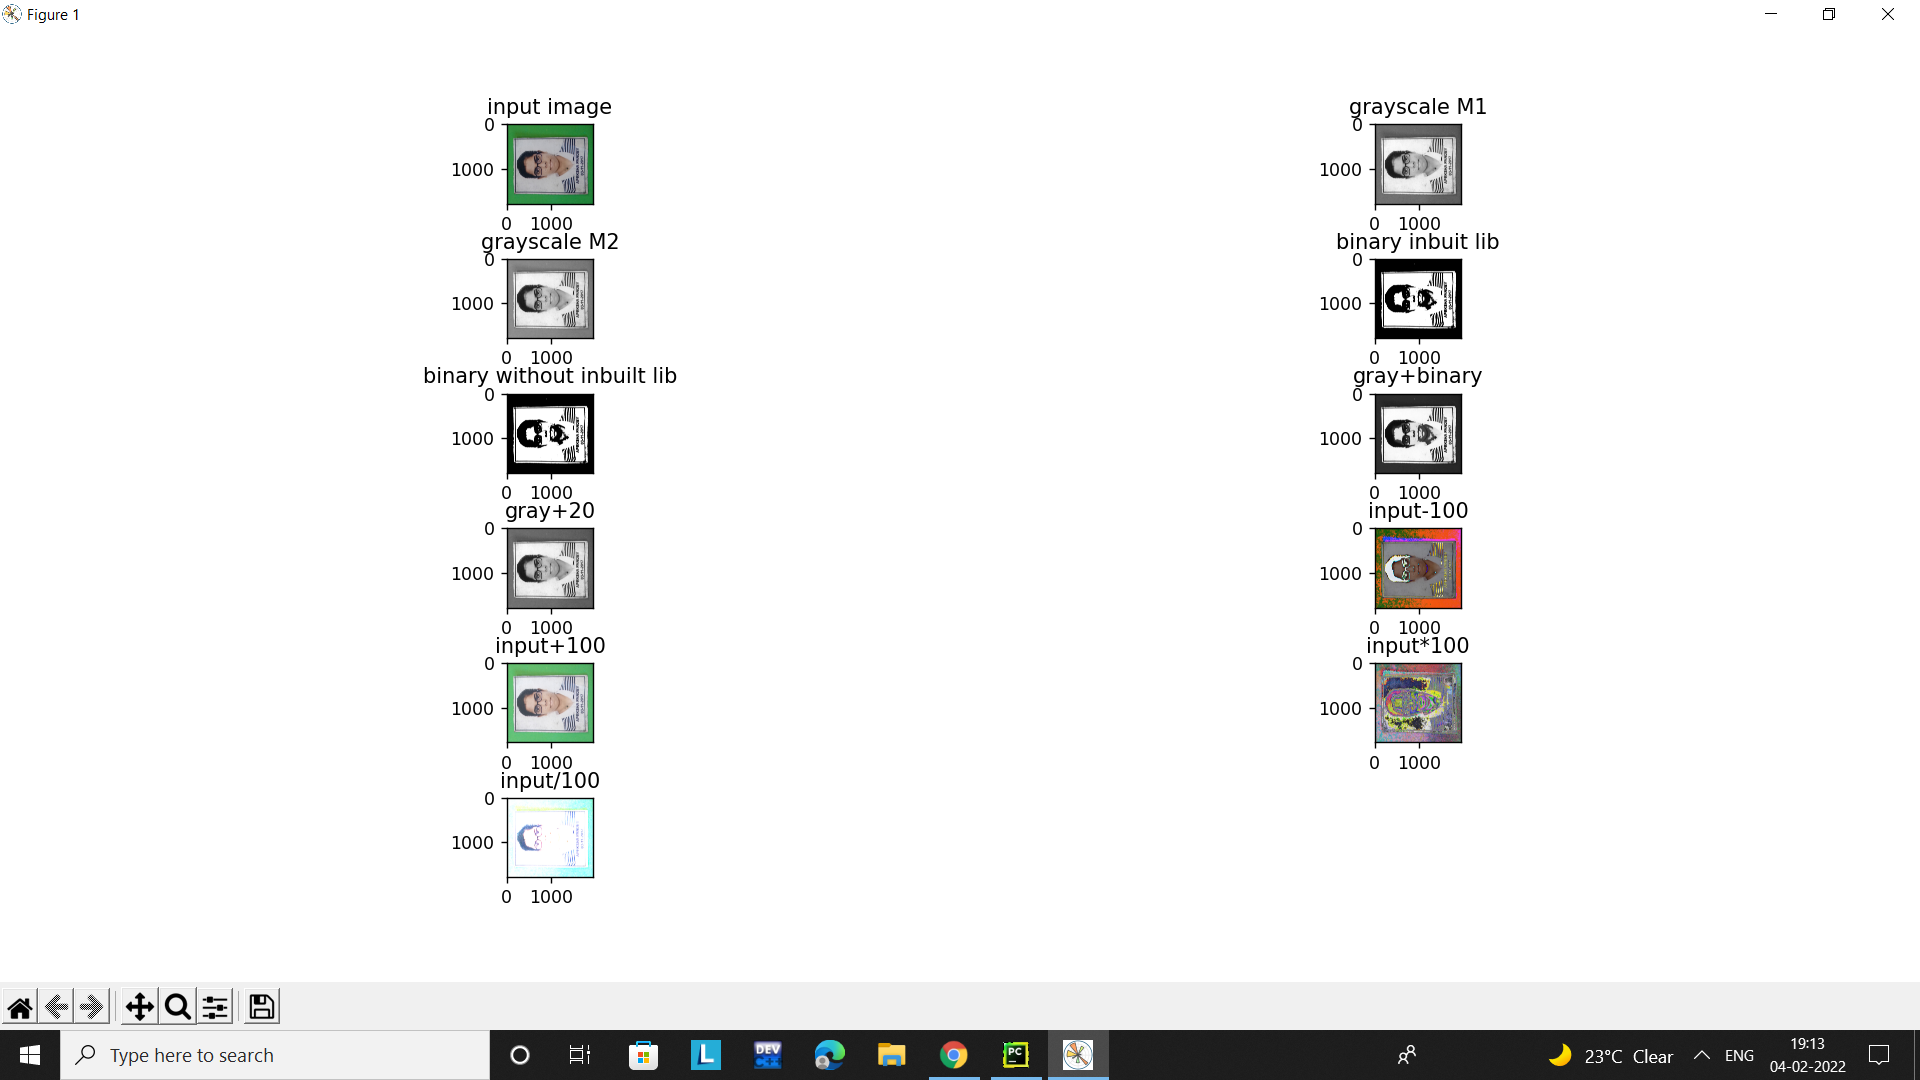 Figure 1
input image
0
1000
0 1000
grayscale M1
0
1000
0 1000
grayscale M2
0
1000
0 1000
binary inbuit lib
0
1000
0 1000
binary without inbuilt lib
0
1000
0 1000
gray+binary
0
1000
0 1000
gray+20
0
1000
0 1000
input-100
0
1000
0 1000
input+100
0
1000
0 1000
input*100
0
1000
0 1000
input/100
0
1000
0 1000
Type here to search
L
DEV
C++
PC
23°C Clear
ENG
19:13
04-02-2022